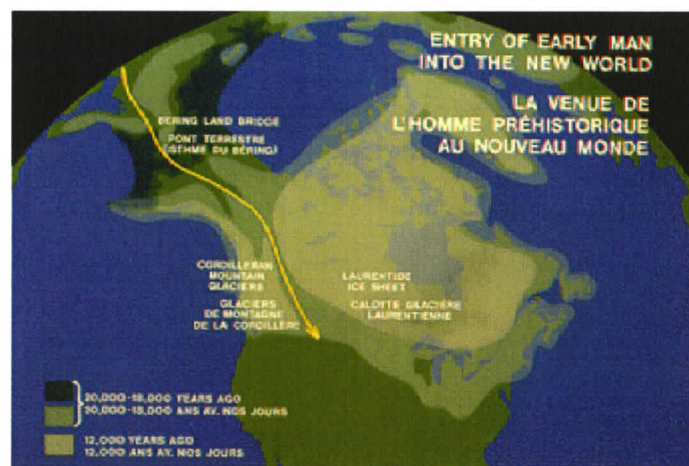 ENTRY OF EARLY MAN
INTO THE NEW WORLD
LA VENUE DE
L'HOMME PRÉHISTORIQUE
AU NOUVEAU MONDE
BERING LAND BRIDGE
PONT TERRESTRE
(ISTHME DU BÉRING)
CORDILLERAN
MOUNTAIN
GLACIERS
GLACIERS
DE MONTAGNE
DE LA CORDILLÈRE
LAURENTIDE
ICE SHEET
CALOTTE GLACIÈRE
LAURENTIENNE
20,000-18,000 YEARS AGO
20,000-18,000 ANS AV. NOS JOURS
12,000 YEARS AGO
12,000 ANS AV. NOS JOURS